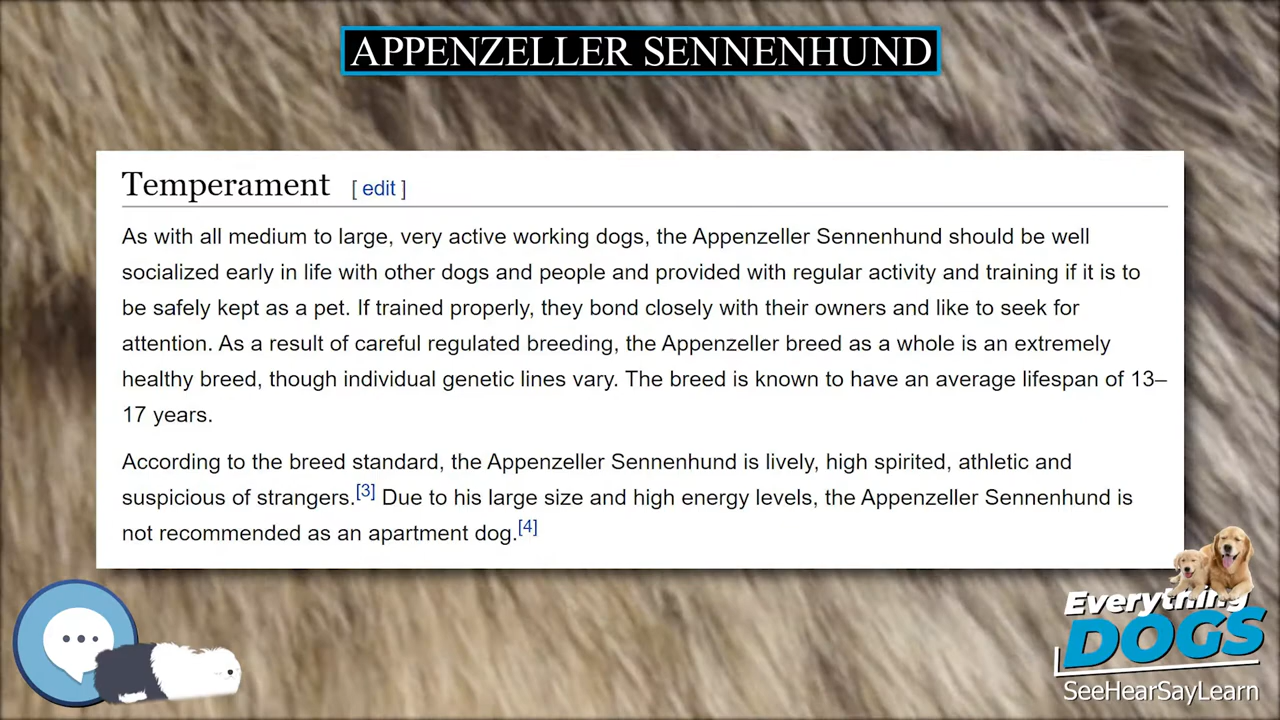 APPENZELLER SENNENHUND
Temperament [ edit ]
As with all medium to large, very active working dogs, the Appenzeller Sennenhund should be well
socialized early in life with other dogs and people and provided with regular activity and training if it is to
be safely kept as a pet. If trained properly, they bond closely with their owners and like to seek for
attention. As a result of careful regulated breeding, the Appenzeller breed as a whole is an extremely
healthy breed, though individual genetic lines vary. The breed is known to have an average lifespan of 13–
17 years.
According to the breed standard, the Appenzeller Sennenhund is lively, high spirited, athletic and
suspicious of strangers.[3] Due to his large size and high energy levels, the Appenzeller Sennenhund is
not recommended as an apartment dog.[4]
Everything
DOGS
SeeHearSayLearn